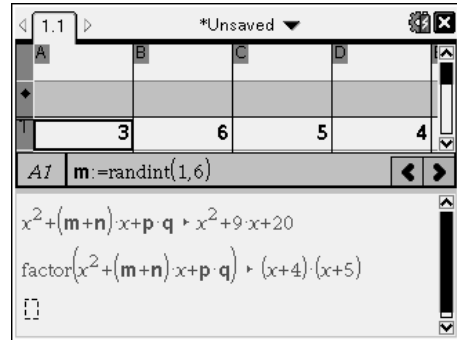 1.1 *Unsaved
A B C D
1 3 6 5 4
A1 m:=randint(1,6)
x²+(m+n)·x+p·q ▸ x²+9·x+20
factor(x²+(m+n)·x+p·q) ▸ (x+4)·(x+5)